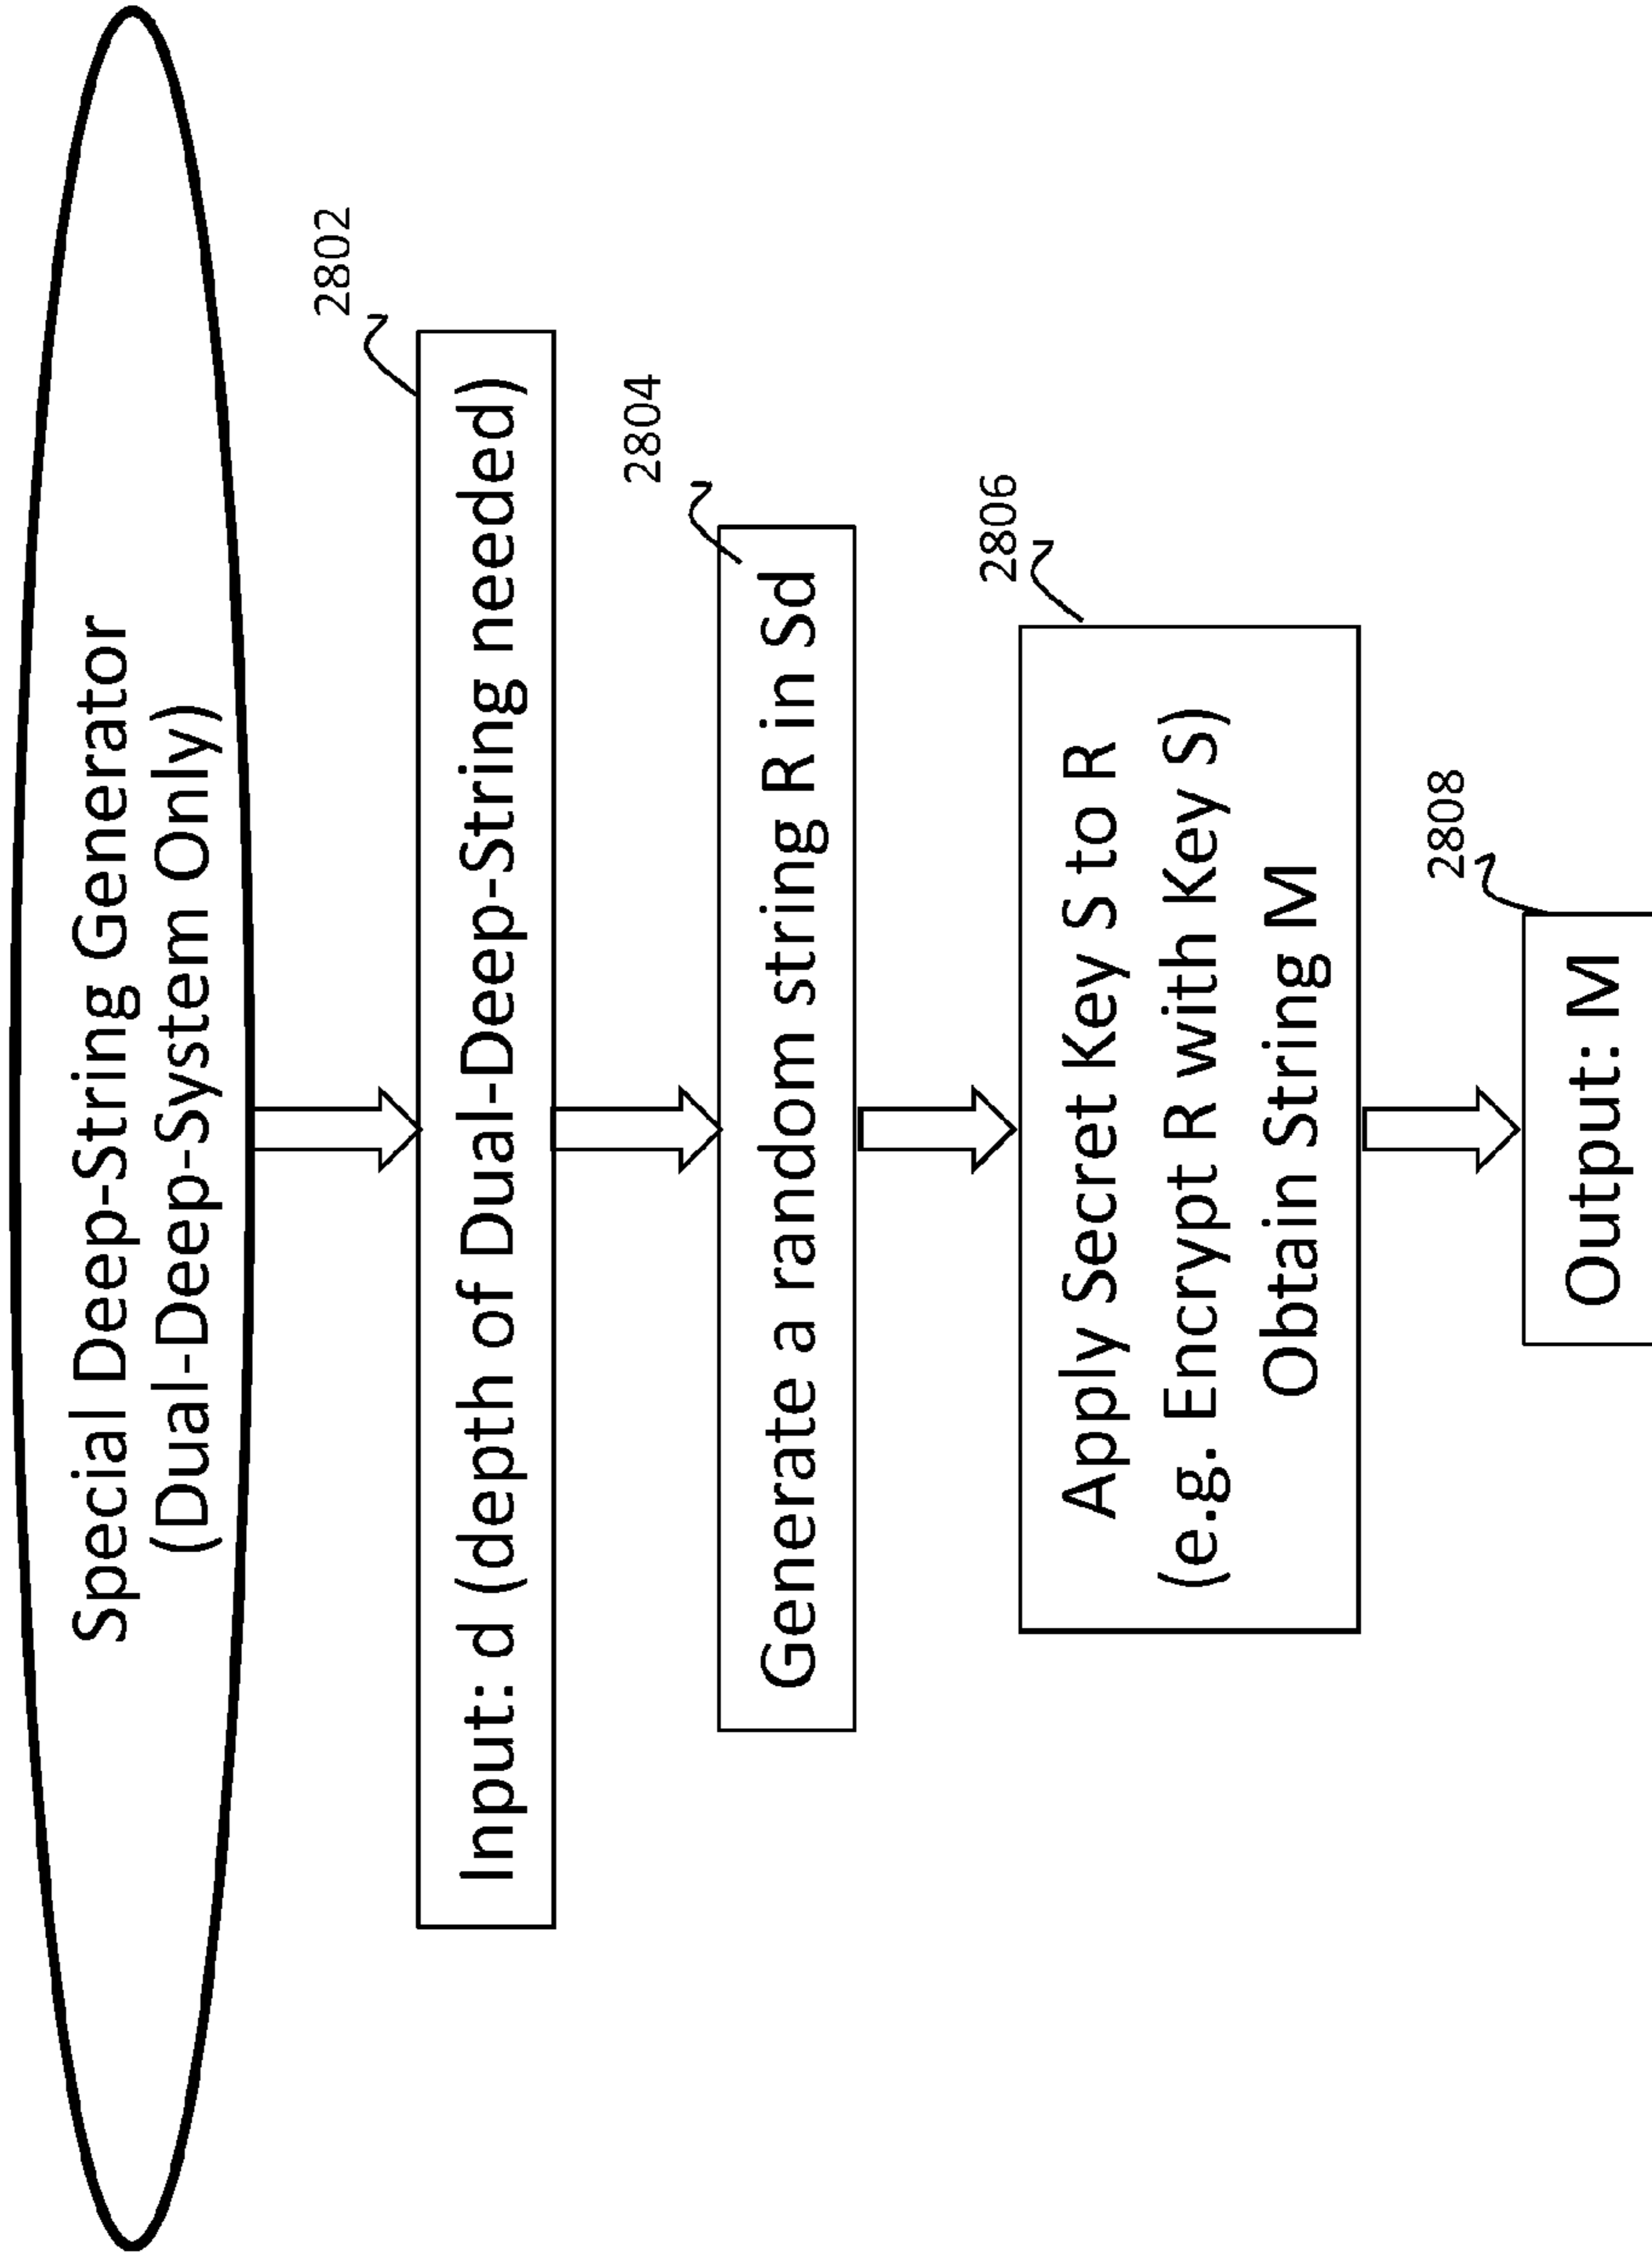 Special Deep-String Generator
(Dual-Deep-System Only)
2802
Input: d (depth of Dual-Deep-String needed)
2804
Generate a random string R in Sd
2806
Apply Secret Key S to R
(e.g. Encrypt R with Key S)
Obtain String M
2808
Output: M